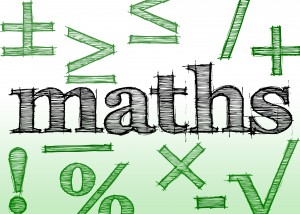 ± ≥ ≤ / +
maths
! − % × - √